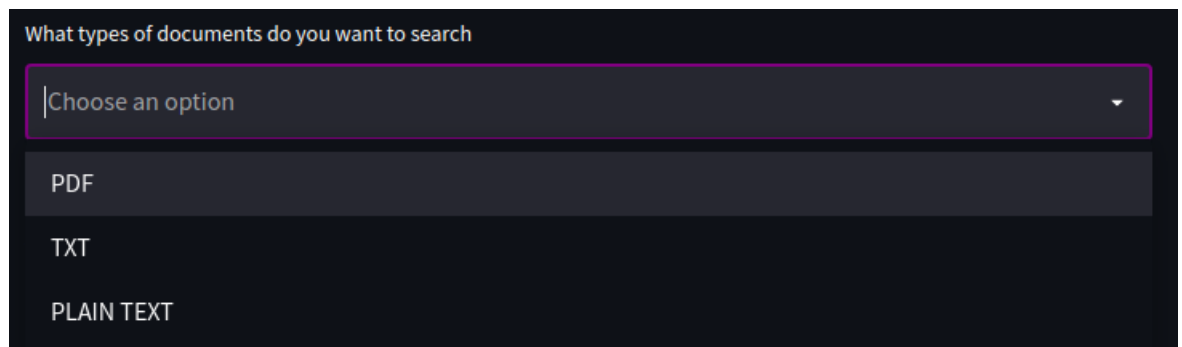 What types of documents do you want to search
Choose an option
PDF
TXT
PLAIN TEXT